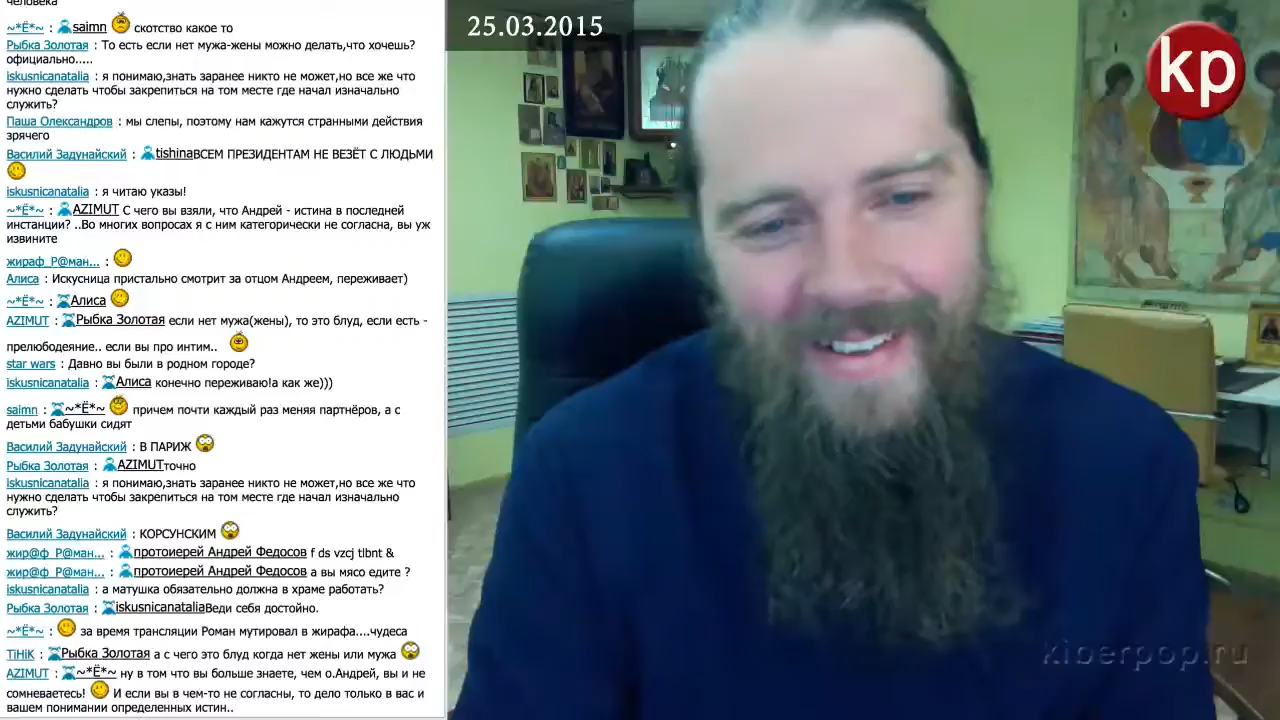 человека
~*Ё*~ : saimn скотство какое то
Рыбка Золотая : То есть если нет мужа-жены можно делать,что хочешь?
официально.....
iskusnicanatalia : я понимаю,знать заранее никто не может,но все же что
нужно сделать чтобы закрепиться на том месте где начал изначально
служить?
Паша Олександров : мы слепы, поэтому нам кажутся странными действия
зрячего
Василий Задунайский : tishinaВСЕМ ПРЕЗИДЕНТАМ НЕ ВЕЗЁТ С ЛЮДЬМИ
iskusnicanatalia : я читаю указы!
~*Ё*~ : AZIMUT С чего вы взяли, что Андрей - истина в последней
инстанции? ..Во многих вопросах я с ним категорически не согласна, вы уж
извините
жираф_Р@ман... :
Алиса : Искусница пристально смотрит за отцом Андреем, переживает)
~*Ё*~ : Алиса
AZIMUT : Рыбка Золотая если нет мужа(жены), то это блуд, если есть -
прелюбодеяние.. если вы про интим..
star wars : Давно вы были в родном городе?
iskusnicanatalia : Алиса конечно переживаю!а как же)))
saimn : ~*Ё*~ причем почти каждый раз меняя партнёров, а с
детьми бабушки сидят
Василий Задунайский : В ПАРИЖ
Рыбка Золотая : AZIMUTточно
iskusnicanatalia : я понимаю,знать заранее никто не может,но все же что
нужно сделать чтобы закрепиться на том месте где начал изначально
служить?
Василий Задунайский : КОРСУНСКИМ
жир@ф_Р@ман... : протоиерей Андрей Федосов f ds vzcj tlbnt &
жир@ф_Р@ман... : протоиерей Андрей Федосов а вы мясо едите ?
iskusnicanatalia : а матушка обязательно должна в храме работать?
Рыбка Золотая : iskusnicanataliaВеди себя достойно.
~*Ё*~ : за время трансляции Роман мутировал в жирафа....чудеса
TiHiK : Рыбка Золотая а с чего это блуд когда нет жены или мужа
AZIMUT : ~*Ё*~ ну в том что вы больше знаете, чем о.Андрей, вы и не
сомневаетесь! И если вы в чем-то не согласны, то дело только в вас и
вашем понимании определенных истин..
25.03.2015
kp
kiberpop.ru